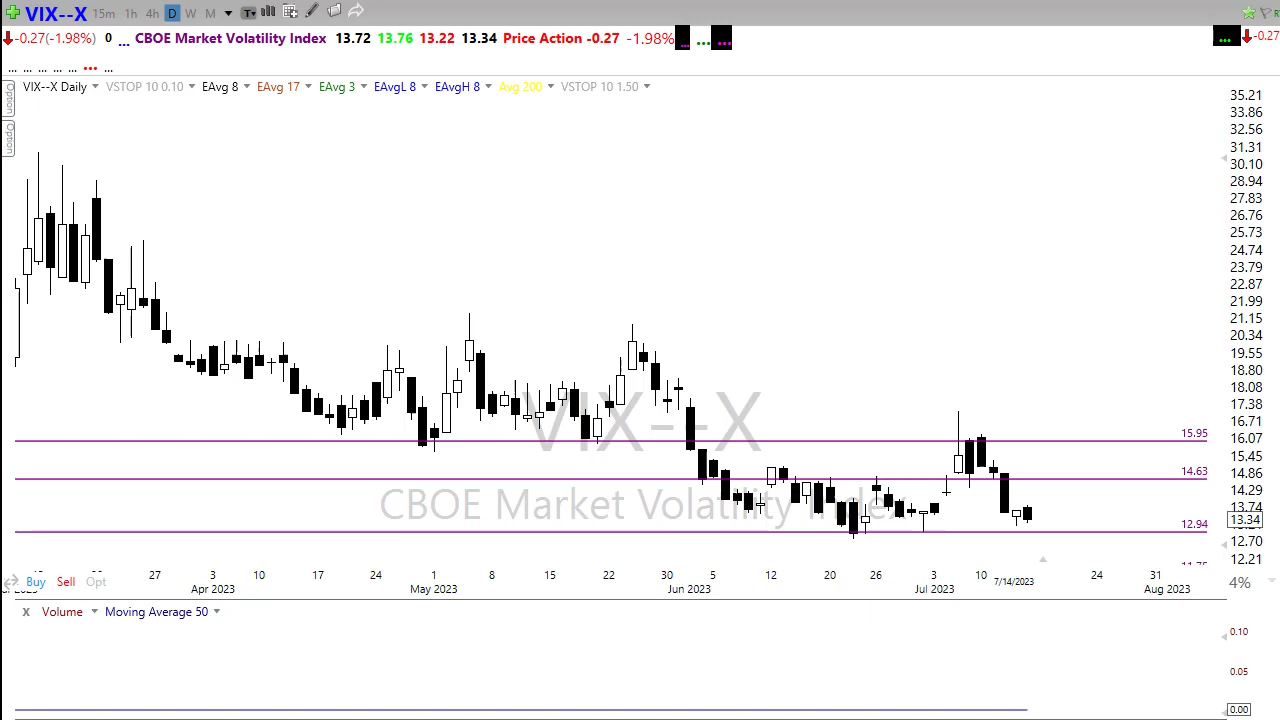 VIX--X 15m 1h 4h D W M T
-0.27(-1.98%) 0 ... CBOE Market Volatility Index 13.72 13.76 13.22 13.34 Price Action -0.27 -1.98% ... ... ... ... -0.27
... ... ... ... ... ... ...
VIX--X Daily VSTOP 10 0.10 EAvg 8 EAvg 17 EAvg 3 EAvgL 8 EAvgH 8 Avg 200 VSTOP 10 1.50
Option
Option
35.21
33.86
32.56
31.31
30.10
28.94
27.83
26.76
25.73
24.74
23.79
22.87
21.99
21.15
20.34
19.55
18.80
18.08
17.38
16.71
16.07
15.45
14.86
14.29
13.74
13.34
12.70
12.21
15.95
14.63
12.94
VIX--X
CBOE Market Volatility Index
27 3 10 17 24 1 8 15 22 30 5 12 20 26 3 10 7/14/2023 24 31
Apr 2023 May 2023 Jun 2023 Jul 2023 Aug 2023
Buy Sell Opt
4%
X Volume Moving Average 50
0.10
0.05
0.00